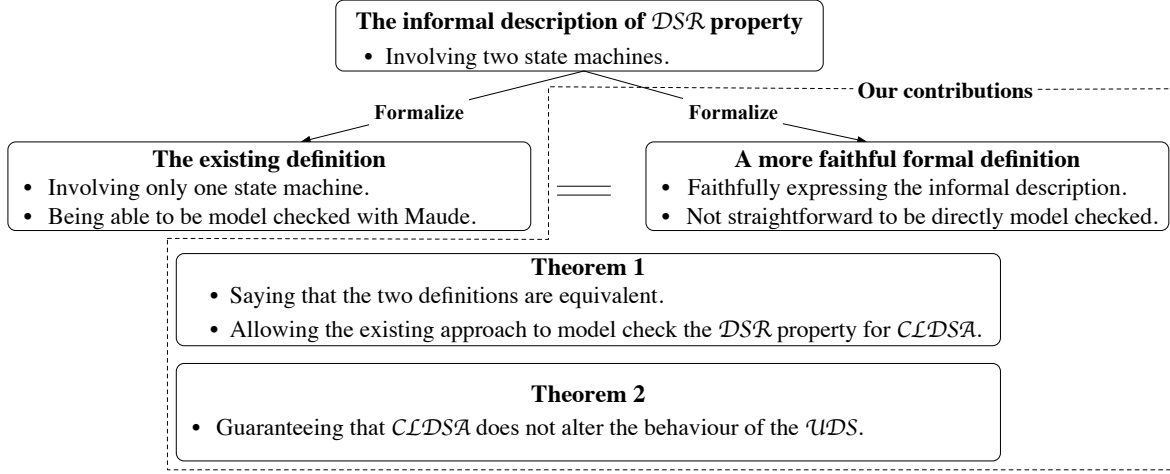 The informal description of 𝒟𝒮ℛ property
• Involving two state machines.
Our contributions
Formalize
Formalize
The existing definition
• Involving only one state machine.
• Being able to be model checked with Maude.
A more faithful formal definition
• Faithfully expressing the informal description.
• Not straightforward to be directly model checked.
Theorem 1
• Saying that the two definitions are equivalent.
• Allowing the existing approach to model check the 𝒟𝒮ℛ property for 𝒞ℒ𝒟𝒮𝒜.
Theorem 2
• Guaranteeing that 𝒞ℒ𝒟𝒮𝒜 does not alter the behaviour of the 𝒰𝒟𝒮.